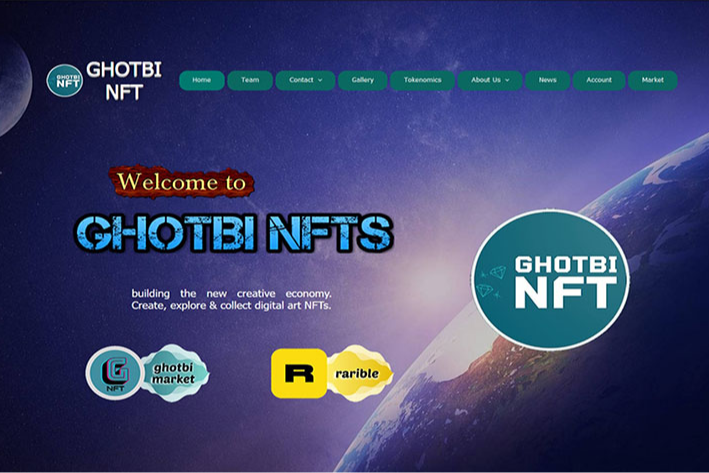 GHOTBI
NFT
GHOTBI
NFT
Home
Team
Contact
Gallery
Tokenomics
About Us
News
Account
Market
Welcome to
GHOTBI NFTS
building the new creative economy.
Create, explore & collect digital art NFTs.
GHOTBI
NFT
G
NFT
ghotbi
market
R
rarible